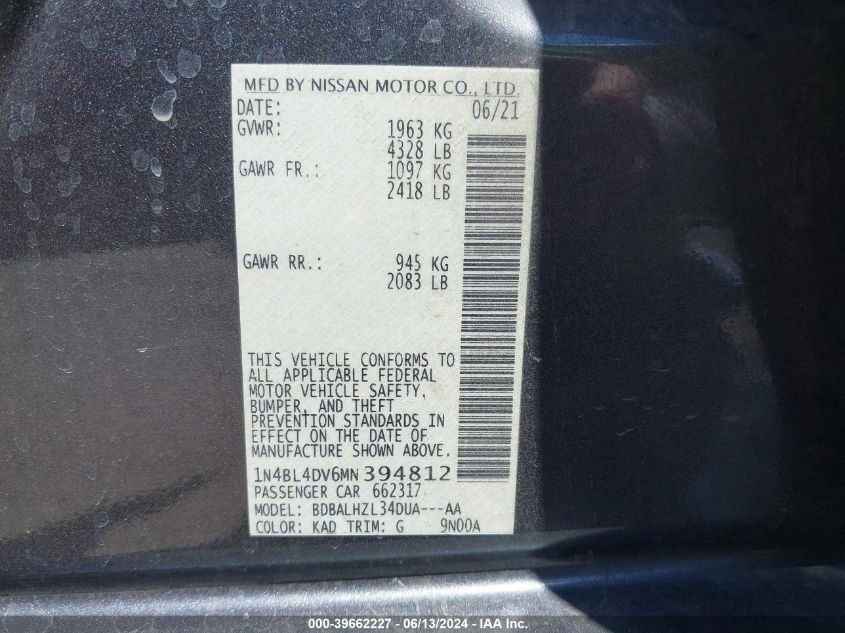 MFD BY NISSAN MOTOR CO., LTD.
DATE: 06/21
GVWR: 1963 KG
4328 LB
GAWR FR.: 1097 KG
2418 LB
GAWR RR.: 945 KG
2083 LB
THIS VEHICLE CONFORMS TO
ALL APPLICABLE FEDERAL
MOTOR VEHICLE SAFETY,
BUMPER, AND THEFT
PREVENTION STANDARDS IN
EFFECT ON THE DATE OF
MANUFACTURE SHOWN ABOVE.
1N4BL4DV6MN394812
PASSENGER CAR 662317
MODEL: BDBALHZL34DUA---AA
COLOR: KAD TRIM: G 9N00A
000-39662227 - 06/13/2024 - IAA Inc.